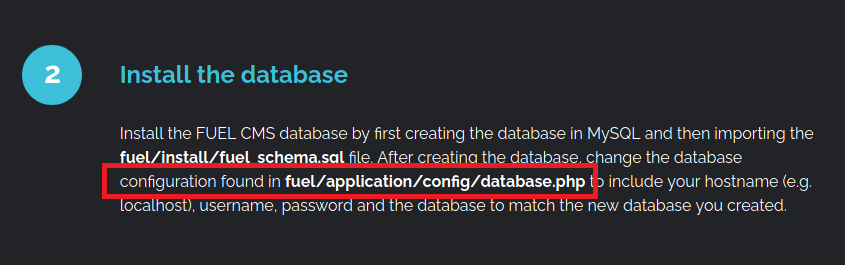 2
Install the database
Install the FUEL CMS database by first creating the database in MySQL and then importing the
fuel/install/fuel_schema.sql file. After creating the database, change the database
configuration found in fuel/application/config/database.php to include your hostname (e.g.
localhost), username, password and the database to match the new database you created.